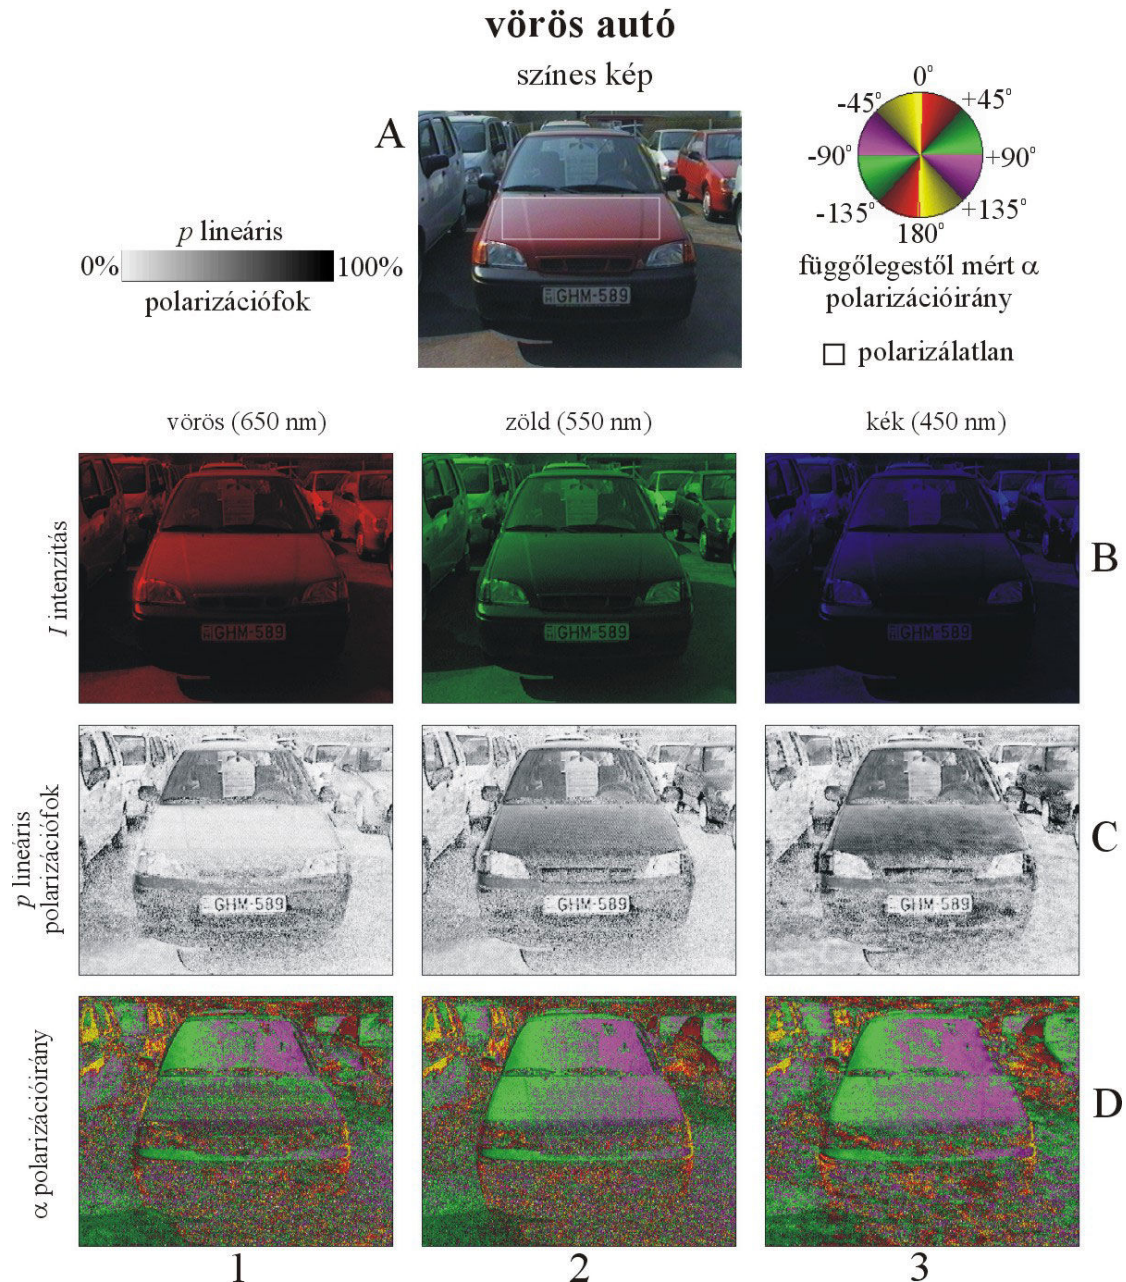 vörös autó
színes kép
A
p lineáris
0% 100%
polarizációfok
GHM-589
0°
-45° +45°
-90° +90°
-135° +135°
180°
függőlegestől mért α
polarizációirány
polarizálatlan
vörös (650 nm) zöld (550 nm) kék (450 nm)
I intenzitás
GHM-589 GHM-589 GHM-589
B
p lineáris
polarizációfok
GHM-589 GHM-589 GHM-589
C
α polarizációirány
D
1 2 3